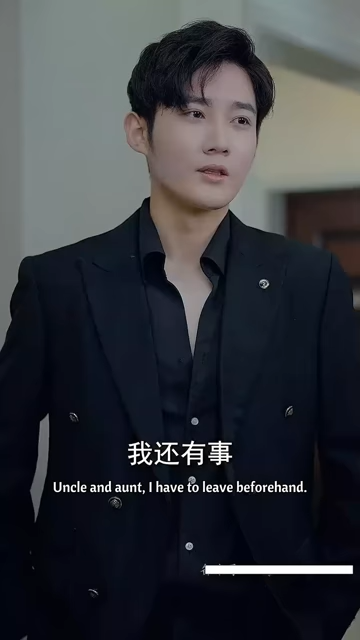 我还有事
Uncle and aunt, I have to leave beforehand.